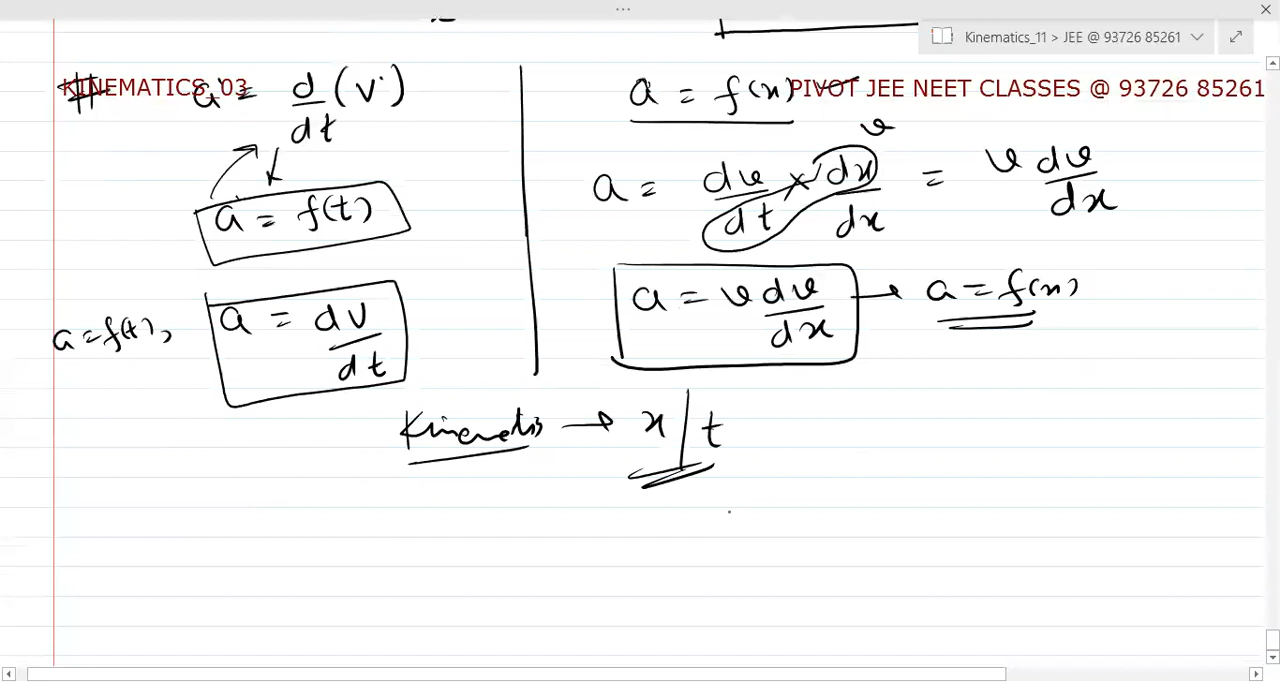 Kinematics_11 > JEE @ 93726 85261
KINEMATICS 03
PIVOT JEE NEET CLASSES @ 93726 85261
# a = d/dt (v)
a = f(t)
a = f(t), a = dv/dt
a = f(x)
v
a = dv/dt × dx/dx = v dv/dx
a = v dv/dx → a = f(x)
Kinematis → x | t